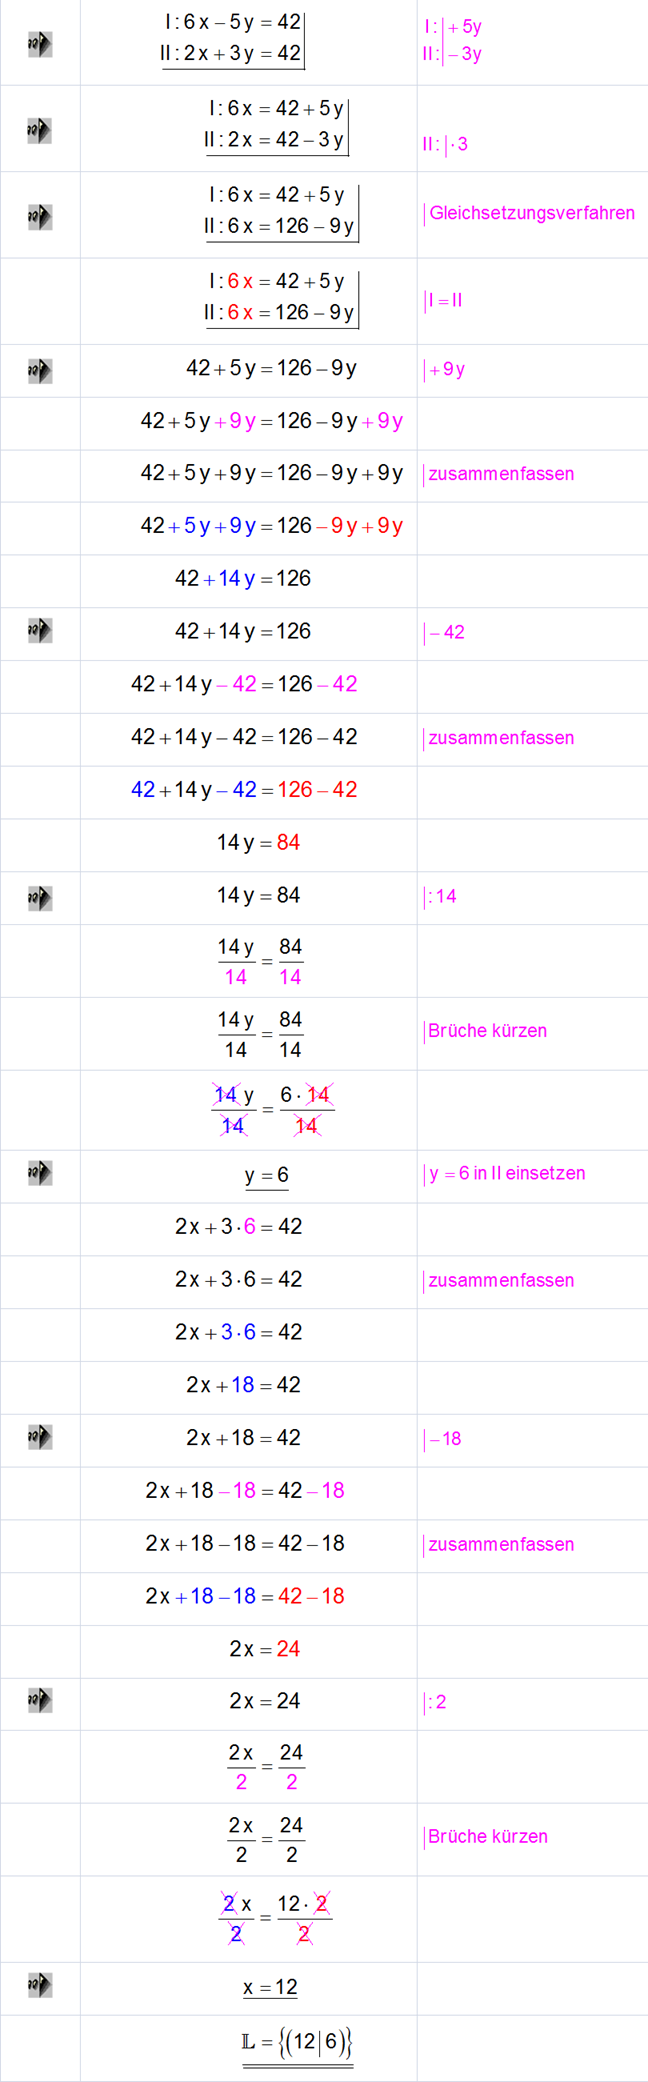 I : 6x − 5y = 42 | I : | + 5y
II : 2x + 3y = 42 | II : | − 3y
I : 6x = 42 + 5y
II : 2x = 42 − 3y | II : | · 3
I : 6x = 42 + 5y
II : 6x = 126 − 9y | Gleichsetzungsverfahren
I : 6x = 42 + 5y
II : 6x = 126 − 9y | I = II
42 + 5y = 126 − 9y | + 9y
42 + 5y + 9y = 126 − 9y + 9y
42 + 5y + 9y = 126 − 9y + 9y | zusammenfassen
42 + 5y + 9y = 126 − 9y + 9y
42 + 14y = 126
42 + 14y = 126 | − 42
42 + 14y − 42 = 126 − 42
42 + 14y − 42 = 126 − 42 | zusammenfassen
42 + 14y − 42 = 126 − 42
14y = 84
14y = 84 | : 14
14y/14 = 84/14
14y/14 = 84/14 | Brüche kürzen
14y/14 = 6 · 14/14
y = 6 | y = 6 in II einsetzen
2x + 3 · 6 = 42
2x + 3 · 6 = 42 | zusammenfassen
2x + 3 · 6 = 42
2x + 18 = 42
2x + 18 = 42 | − 18
2x + 18 − 18 = 42 − 18
2x + 18 − 18 = 42 − 18 | zusammenfassen
2x + 18 − 18 = 42 − 18
2x = 24
2x = 24 | : 2
2x/2 = 24/2
2x/2 = 24/2 | Brüche kürzen
2x/2 = 12 · 2/2
x = 12
𝕃 = {(12 | 6)}